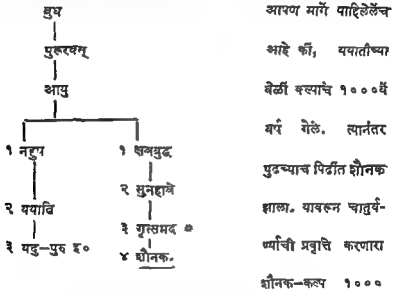 बुध
पुरूरवस्
आयु
१ नहुष
१ क्षत्रवृद्ध
२ सुनहोत्र
२ ययाति
३ गृत्समद *
३ यदु-पुरु इ०
४ शौनक.
आपण मागें पाहिलेंच
आहे कीं, ययातीच्या
वेळीं कल्पाचें १०००वें
वर्ष गेलें. त्यानंतर
पुढच्याच पिढींत शौनक
झाला. यावरून चातुर्व-
र्ण्याची प्रवृत्ति करणारा
शौनक-कल्प १०००